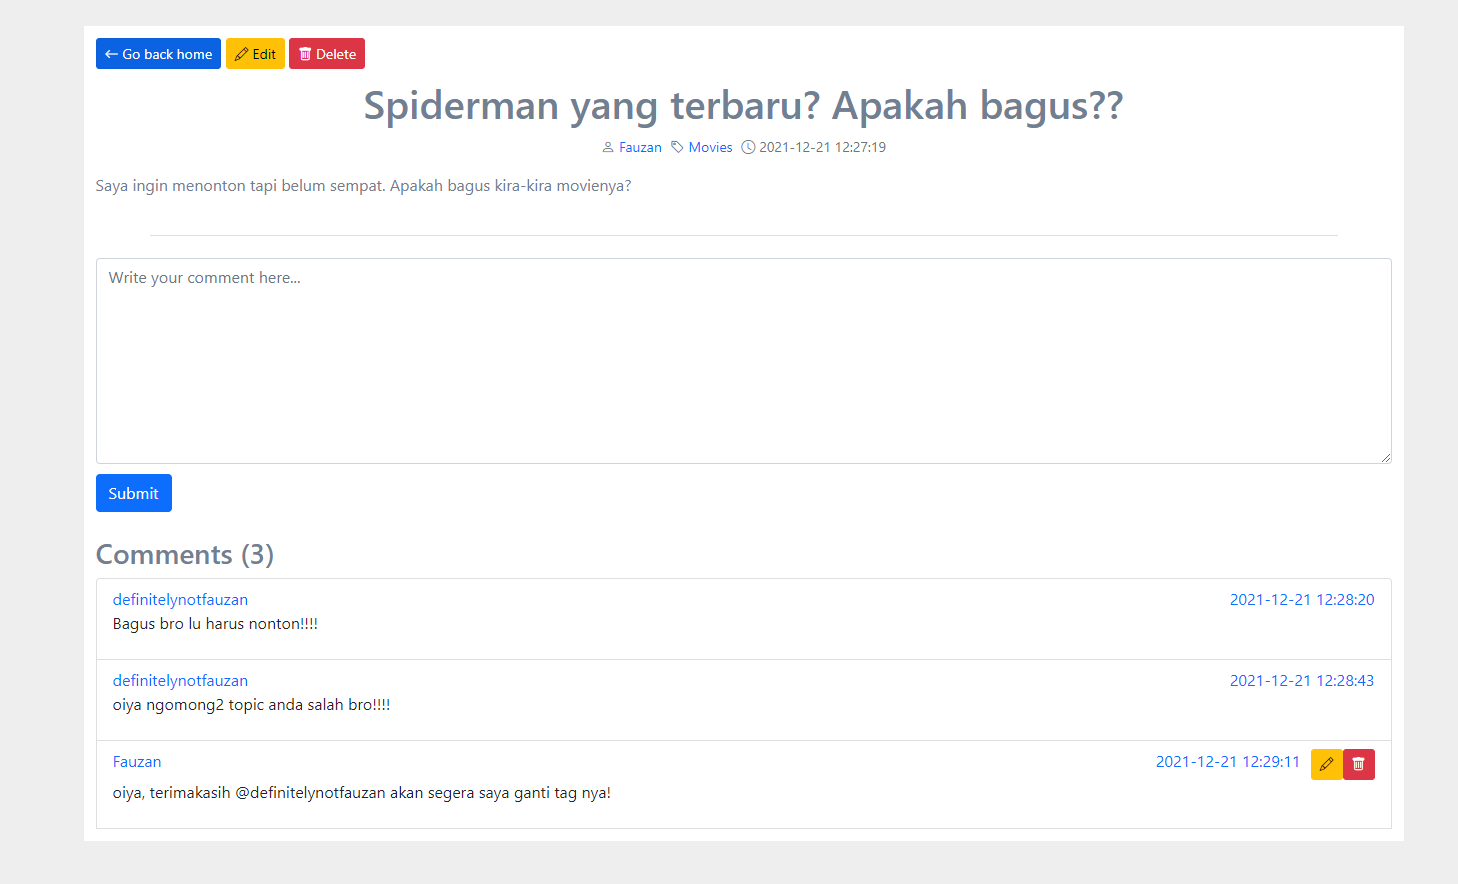 Go back home Edit Delete
Spiderman yang terbaru? Apakah bagus??
Fauzan Movies 2021-12-21 12:27:19
Saya ingin menonton tapi belum sempat. Apakah bagus kira-kira movienya?
Write your comment here...
Submit
Comments (3)
definitelynotfauzan 2021-12-21 12:28:20
Bagus bro lu harus nonton!!!!
definitelynotfauzan 2021-12-21 12:28:43
oiya ngomong2 topic anda salah bro!!!!
Fauzan 2021-12-21 12:29:11
oiya, terimakasih @definitelynotfauzan akan segera saya ganti tag nya!